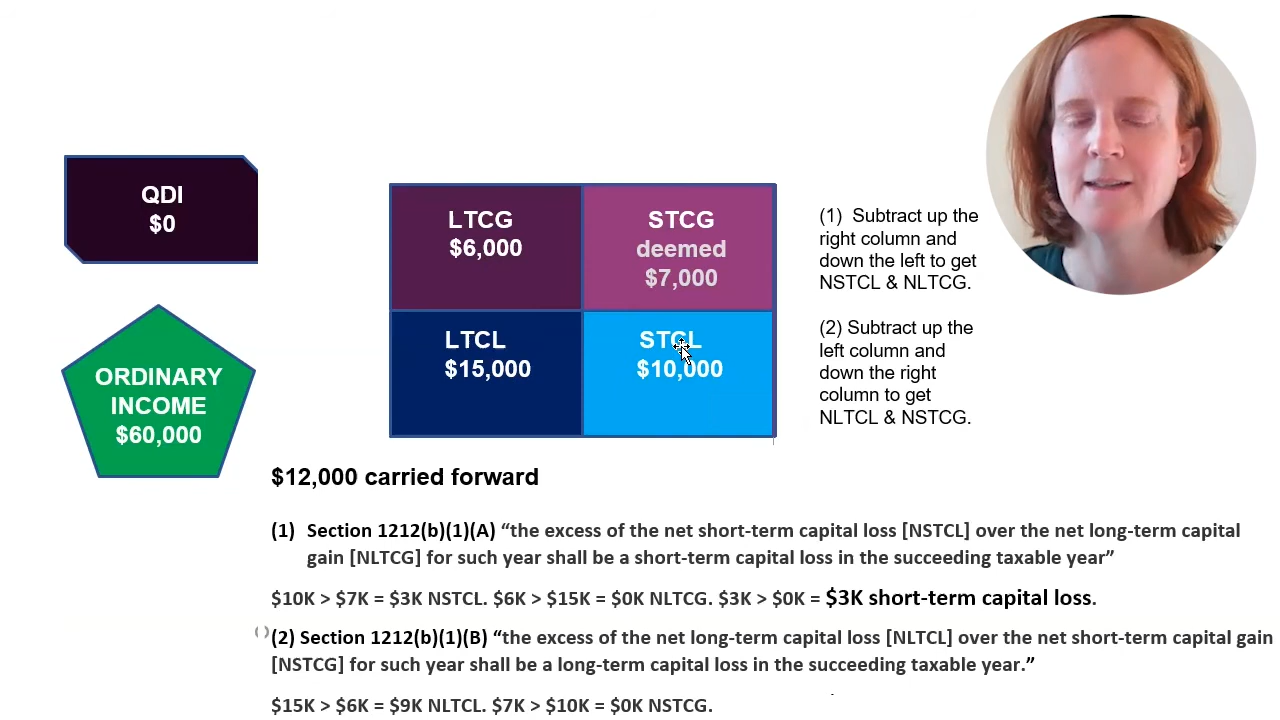 QDI
$0
ORDINARY
INCOME
$60,000
LTCG
$6,000
STCG
deemed
$7,000
LTCL
$15,000
STCL
$10,000
(1) Subtract up the
right column and
down the left to get
NSTCL & NLTCG.
(2) Subtract up the
left column and
down the right
column to get
NLTCL & NSTCG.
$12,000 carried forward
(1) Section 1212(b)(1)(A) “the excess of the net short-term capital loss [NSTCL] over the net long-term capital
gain [NLTCG] for such year shall be a short-term capital loss in the succeeding taxable year”
$10K > $7K = $3K NSTCL. $6K > $15K = $0K NLTCG. $3K > $0K = $3K short-term capital loss.
(2) Section 1212(b)(1)(B) “the excess of the net long-term capital loss [NLTCL] over the net short-term capital gain
[NSTCG] for such year shall be a long-term capital loss in the succeeding taxable year.”
$15K > $6K = $9K NLTCL. $7K > $10K = $0K NSTCG.